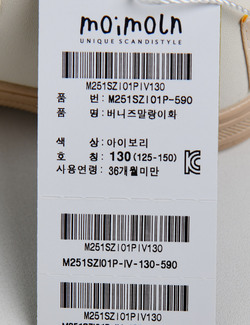 moimoln
UNIQUE SCANDISTYLE
M251SZI01PIV130
품 번: M251SZI01P-590
품 명: 버니즈말랑이화
색 상: 아이보리
호 칭: 130 (125-150)
사용연령: 36개월미만
M251SZI01PIV130
M251SZI01P-IV-130-590
M251SZI01PIV130